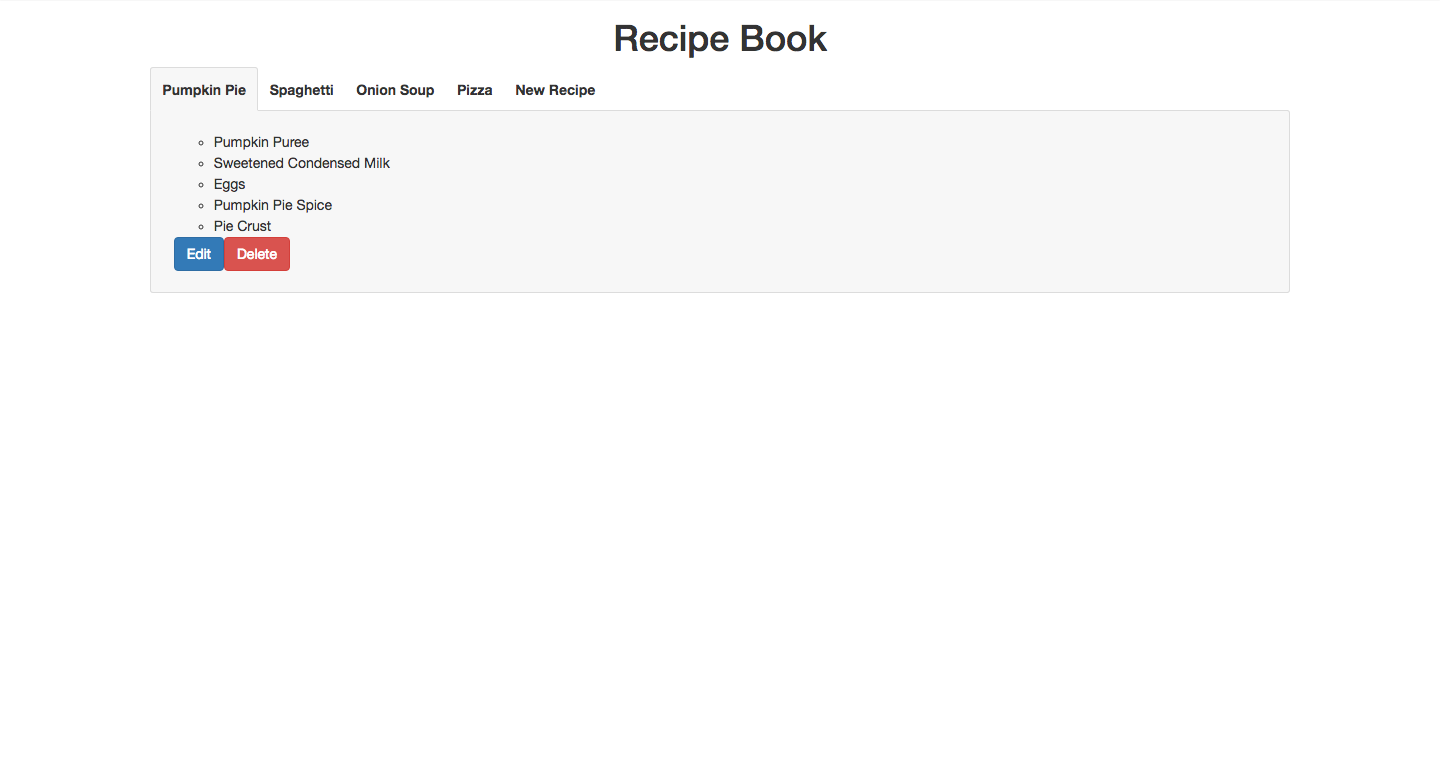 Recipe Book
Pumpkin Pie Spaghetti Onion Soup Pizza New Recipe
Pumpkin Puree
Sweetened Condensed Milk
Eggs
Pumpkin Pie Spice
Pie Crust
Edit Delete